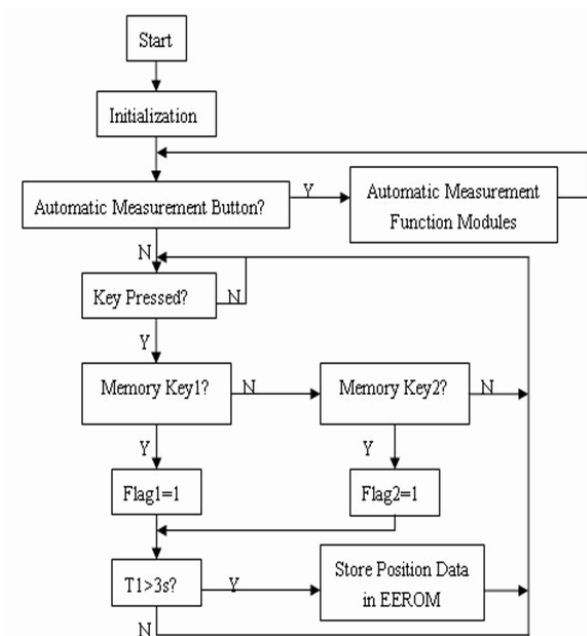 Start
Initialization
Automatic Measurement Button?
Y
Automatic Measurement
Function Modules
N
Key Pressed?
N
Y
Memory Key1?
N
Memory Key2?
N
Y
Y
Flag1=1
Flag2=1
T1>3s?
Y
Store Position Data
in EEROM
N